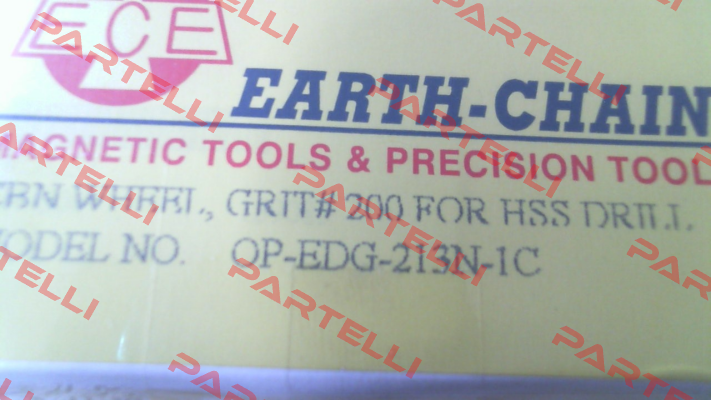 ECE
EARTH-CHAIN
MAGNETIC TOOLS & PRECISION TOOL
CBN WHEEL, GRIT# 200 FOR HSS DRILL
MODEL NO. OP-EDG-213N-1C
PARTELLI
PARTELLI
PARTELLI
PARTELLI
PARTELLI
PARTELLI
PARTELLI
PARTELLI
PARTELLI